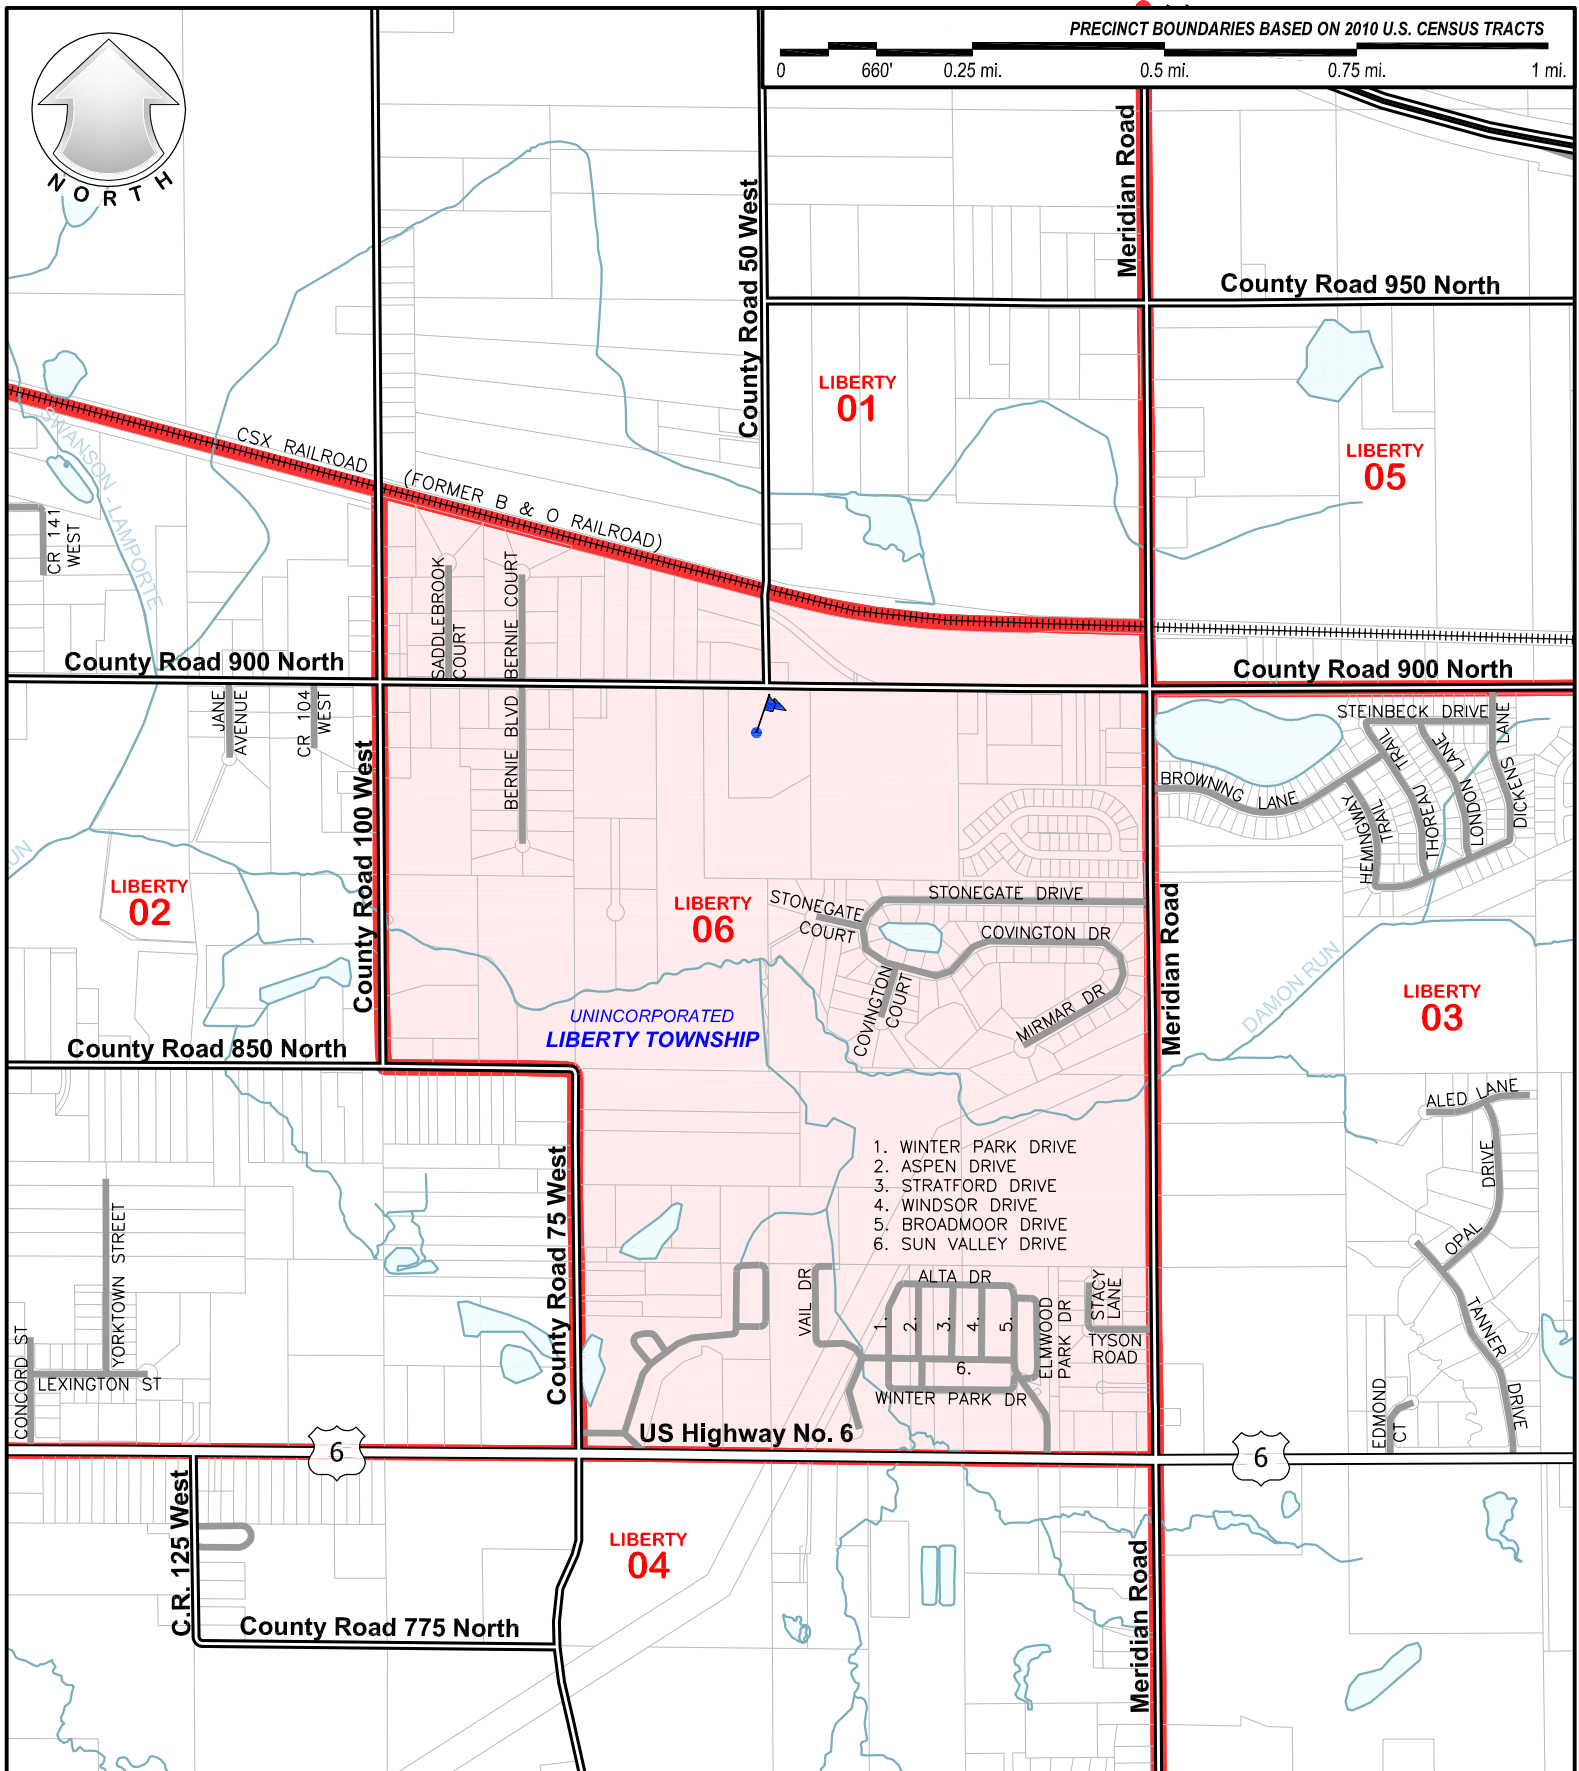 PRECINCT BOUNDARIES BASED ON 2010 U.S. CENSUS TRACTS
0 660' 0.25 mi. 0.5 mi. 0.75 mi. 1 mi.
NORTH
Meridian Road
County Road 50 West
County Road 950 North
LIBERTY
01
LIBERTY
05
SWANSON - LAMPORTE
CSX RAILROAD (FORMER B & O RAILROAD)
CR 141
WEST
SADDLEBROOK
COURT
BERNIE COURT
County Road 900 North
County Road 900 North
JANE
AVENUE
CR 104
WEST
County Road 100 West
BERNIE BLVD
STEINBECK DRIVE
BROWNING LANE
HEMINGWAY
TRAIL
THOREAU
TRAIL
LONDON LANE
DICKENS LANE
UN
LIBERTY
02
LIBERTY
06
STONEGATE DRIVE
STONEGATE
COURT
COVINGTON DR
COVINGTON
COURT
MIRMAR DR
Meridian Road
DAMON RUN
LIBERTY
03
UNINCORPORATED
LIBERTY TOWNSHIP
County Road 850 North
ALED LANE
OPAL DRIVE
TANNER DRIVE
1. WINTER PARK DRIVE
2. ASPEN DRIVE
3. STRATFORD DRIVE
4. WINDSOR DRIVE
5. BROADMOOR DRIVE
6. SUN VALLEY DRIVE
County Road 75 West
YORKTOWN STREET
CONCORD ST
LEXINGTON ST
VAIL DR
ALTA DR
1. 2. 3. 4. 5.
6.
ELMWOOD
PARK DR
STACY
LANE
TYSON
ROAD
WINTER PARK DR
EDMOND
CT
US Highway No. 6
6
6
C.R. 125 West
LIBERTY
04
County Road 775 North
Meridian Road